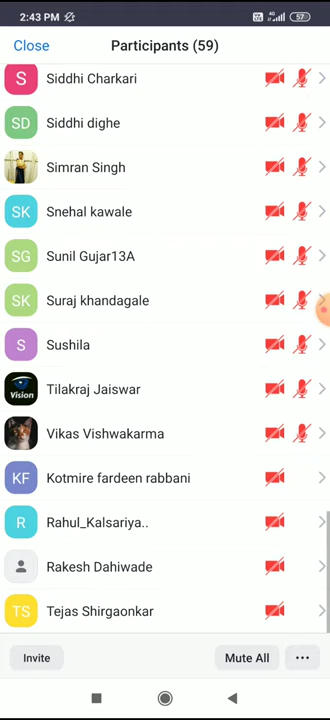 2:43 PM
4G
57
Close Participants (59)
S Siddhi Charkari
SD Siddhi dighe
Simran Singh
SK Snehal kawale
SG Sunil Gujar13A
SK Suraj khandagale
S Sushila
Vision Tilakraj Jaiswar
Vikas Vishwakarma
KF Kotmire fardeen rabbani
R Rahul_Kalsariya..
Rakesh Dahiwade
TS Tejas Shirgaonkar
Invite Mute All ...